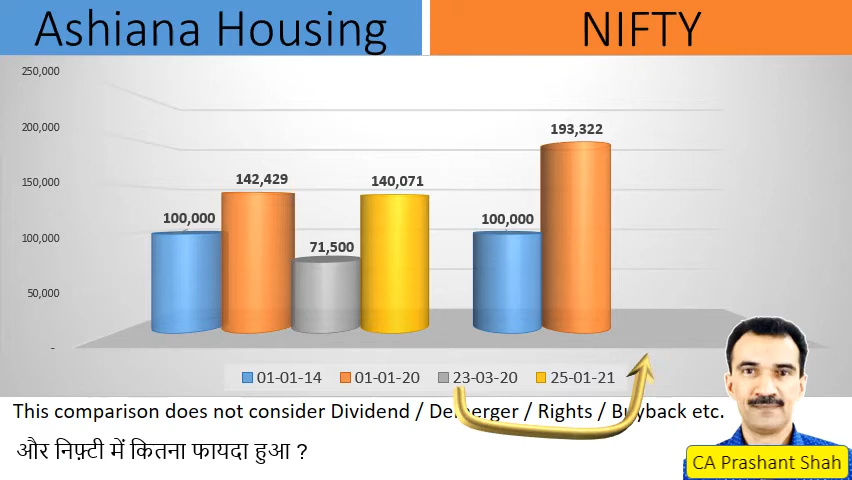 Ashiana Housing
NIFTY
250,000
200,000
150,000
100,000
50,000
-
100,000
142,429
71,500
140,071
100,000
193,322
01-01-14 01-01-20 23-03-20 25-01-21
This comparison does not consider Dividend / Demerger / Rights / Buyback etc.
और निफ़्टी में कितना फायदा हुआ ?
CA Prashant Shah